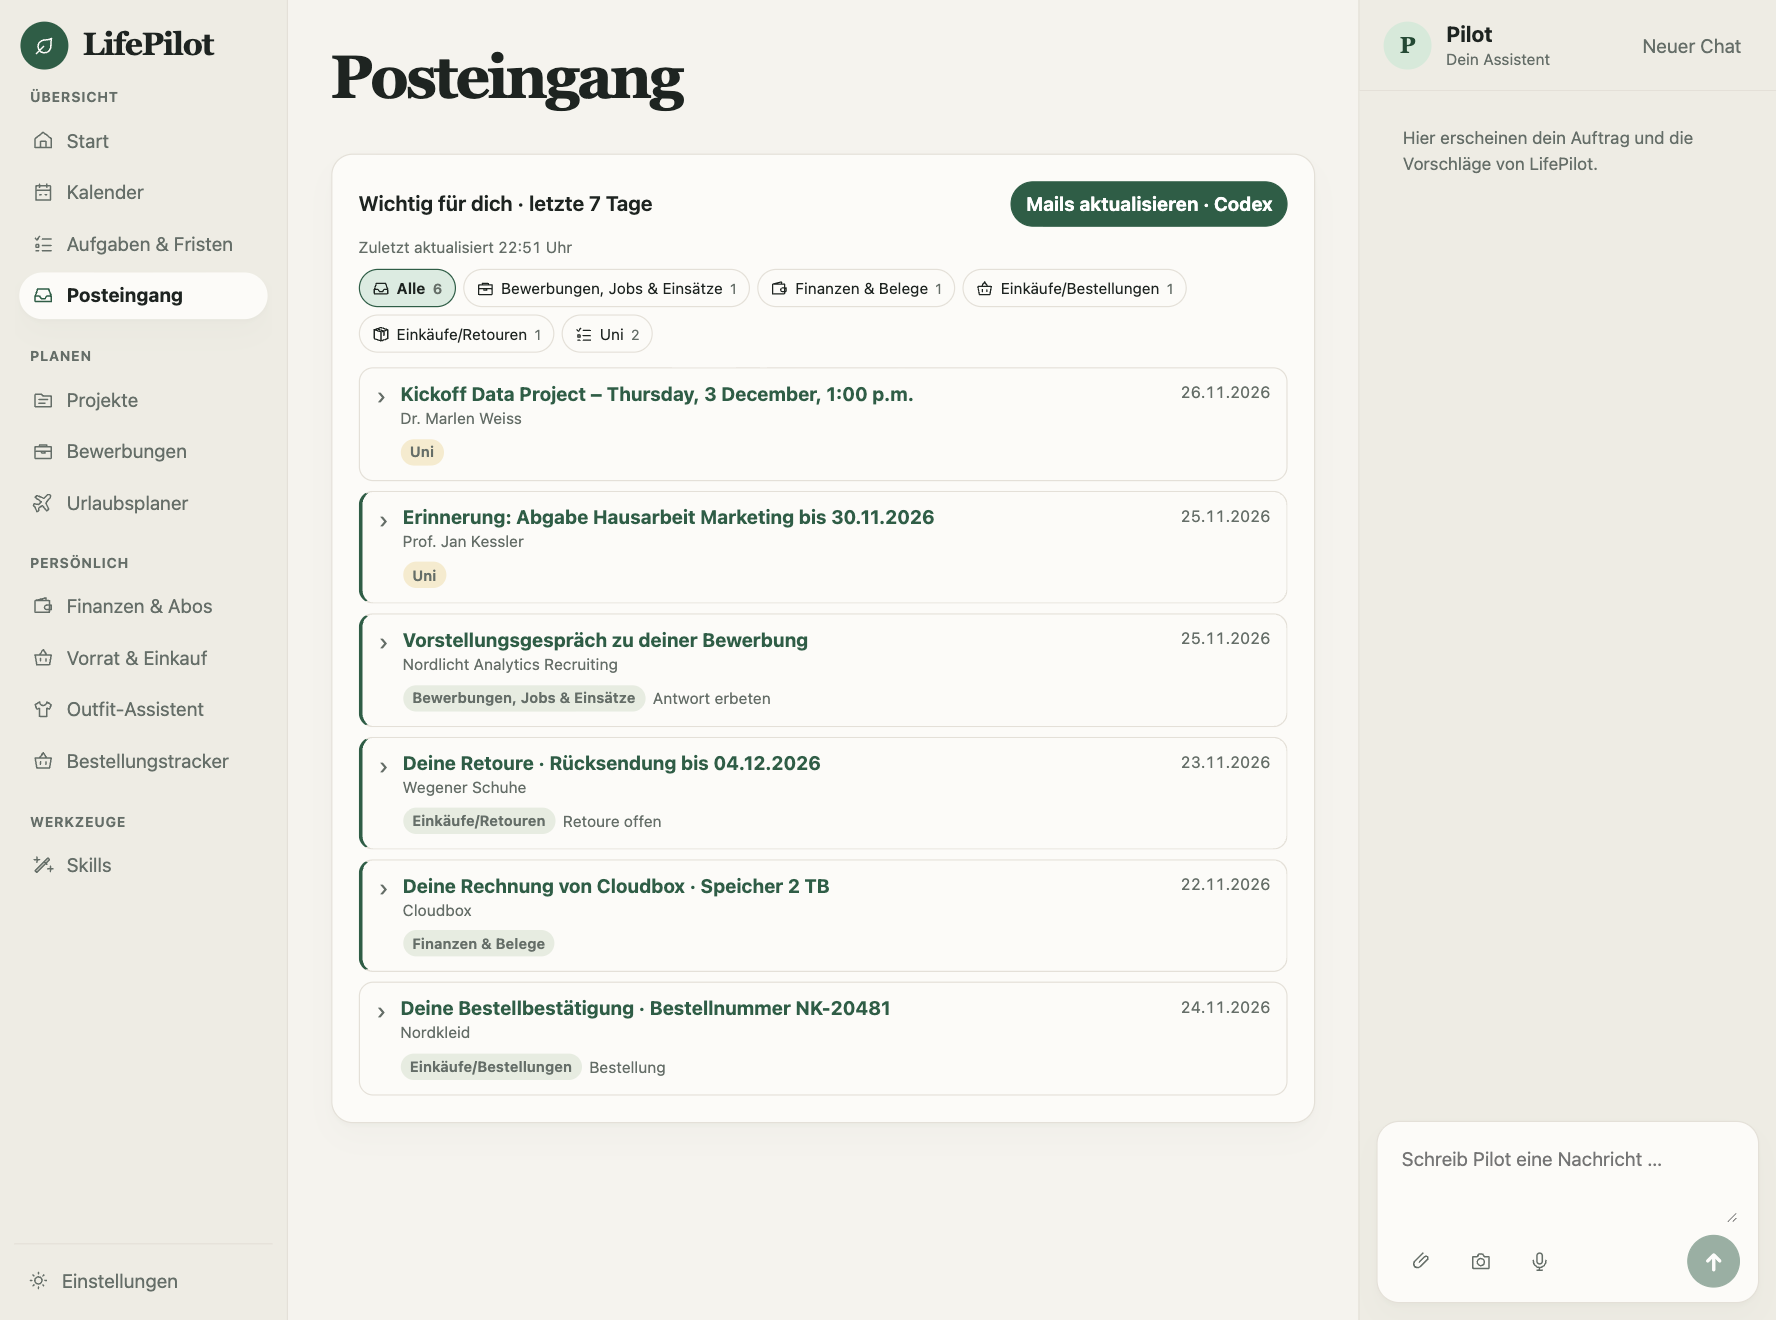 LifePilot
ÜBERSICHT
Start
Kalender
Aufgaben & Fristen
Posteingang
PLANEN
Projekte
Bewerbungen
Urlaubsplaner
PERSÖNLICH
Finanzen & Abos
Vorrat & Einkauf
Outfit-Assistent
Bestellungstracker
WERKZEUGE
Skills
Einstellungen
Posteingang
Wichtig für dich · letzte 7 Tage
Mails aktualisieren · Codex
Zuletzt aktualisiert 22:51 Uhr
Alle 6
Bewerbungen, Jobs & Einsätze 1
Finanzen & Belege 1
Einkäufe/Bestellungen 1
Einkäufe/Retouren 1
Uni 2
Kickoff Data Project – Thursday, 3 December, 1:00 p.m.
26.11.2026
Dr. Marlen Weiss
Uni
Erinnerung: Abgabe Hausarbeit Marketing bis 30.11.2026
25.11.2026
Prof. Jan Kessler
Uni
Vorstellungsgespräch zu deiner Bewerbung
25.11.2026
Nordlicht Analytics Recruiting
Bewerbungen, Jobs & Einsätze Antwort erbeten
Deine Retoure · Rücksendung bis 04.12.2026
23.11.2026
Wegener Schuhe
Einkäufe/Retouren Retoure offen
Deine Rechnung von Cloudbox · Speicher 2 TB
22.11.2026
Cloudbox
Finanzen & Belege
Deine Bestellbestätigung · Bestellnummer NK-20481
24.11.2026
Nordkleid
Einkäufe/Bestellungen Bestellung
P
Pilot
Dein Assistent
Neuer Chat
Hier erscheinen dein Auftrag und die
Vorschläge von LifePilot.
Schreib Pilot eine Nachricht ...